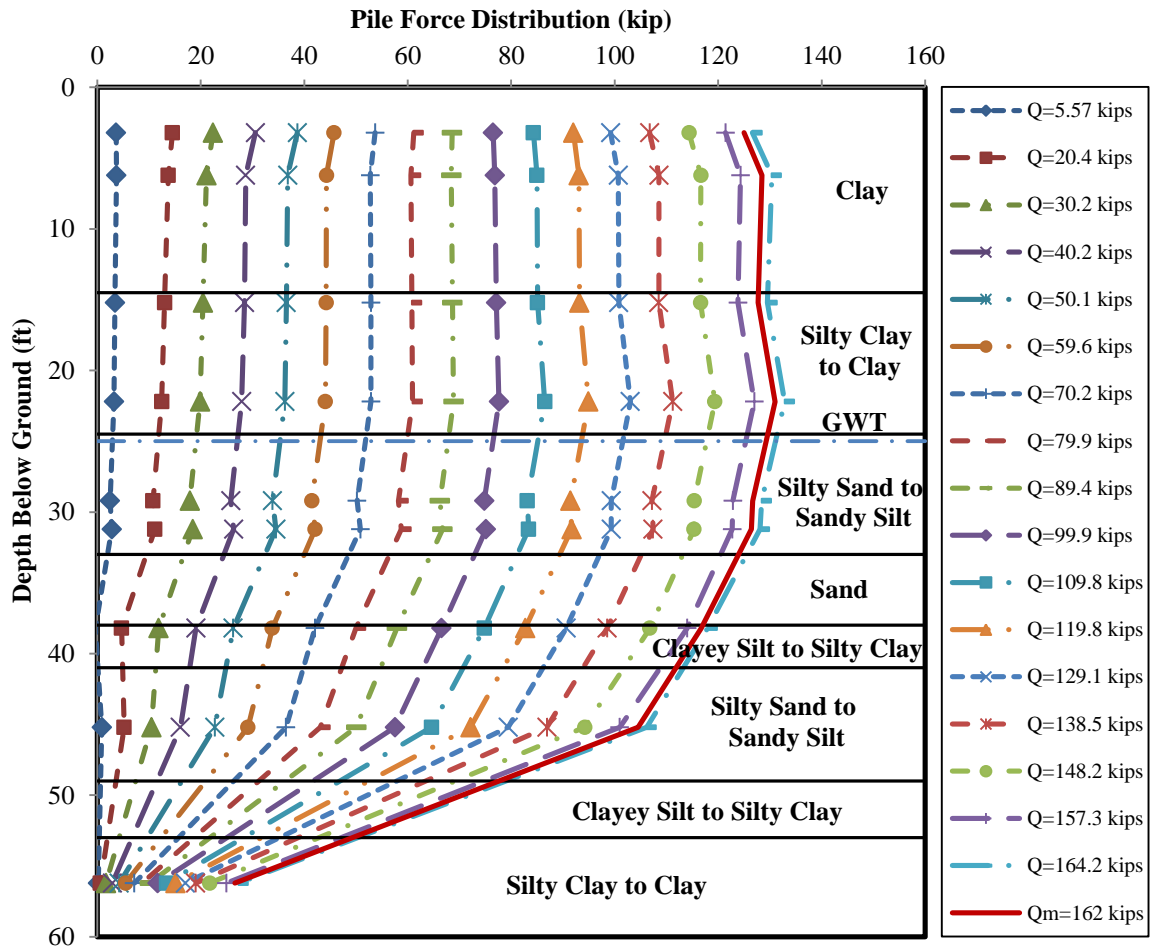 Pile Force Distribution (kip)
0 20 40 60 80 100 120 140 160
0
10
20
30
40
50
60
Depth Below Ground (ft)
Clay
Silty Clay
to Clay
GWT
Silty Sand to
Sandy Silt
Sand
Clayey Silt to Silty Clay
Silty Sand to
Sandy Silt
Clayey Silt to Silty Clay
Silty Clay to Clay
Q=5.57 kips
Q=20.4 kips
Q=30.2 kips
Q=40.2 kips
Q=50.1 kips
Q=59.6 kips
Q=70.2 kips
Q=79.9 kips
Q=89.4 kips
Q=99.9 kips
Q=109.8 kips
Q=119.8 kips
Q=129.1 kips
Q=138.5 kips
Q=148.2 kips
Q=157.3 kips
Q=164.2 kips
Qm=162 kips